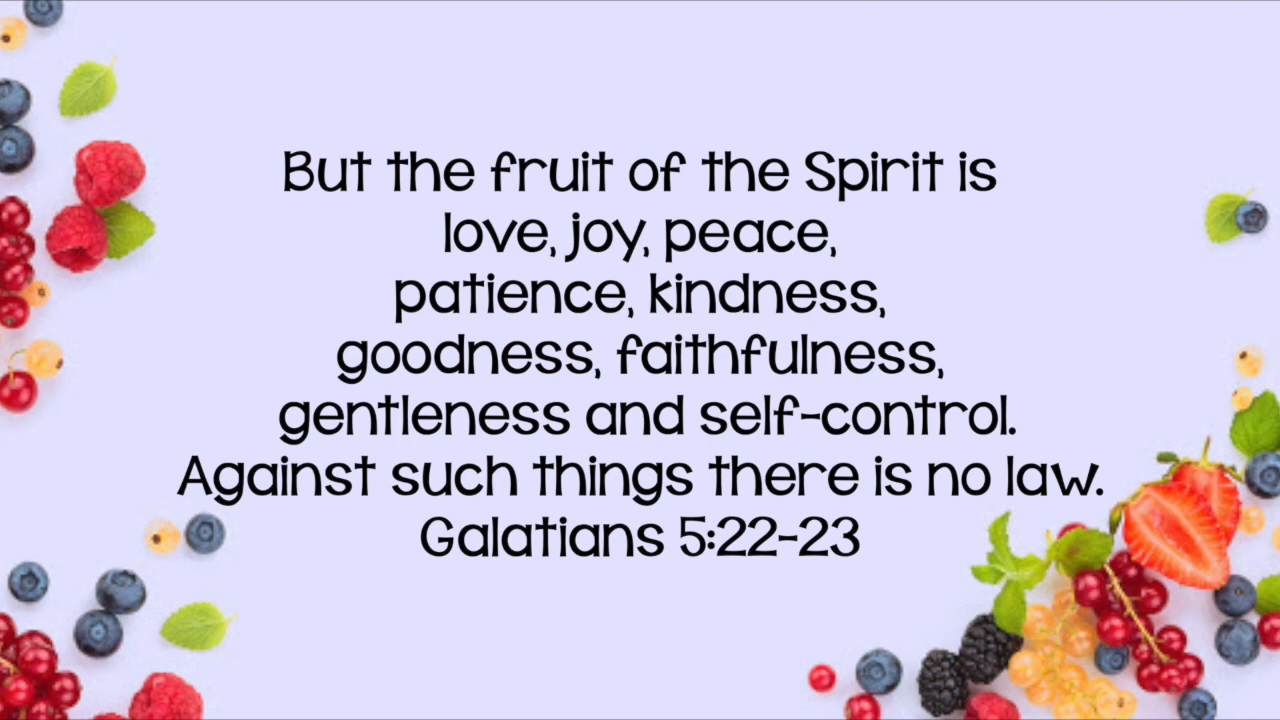 But the fruit of the Spirit is
love, joy, peace,
patience, kindness,
goodness, faithfulness,
gentleness and self-control.
Against such things there is no law.
Galatians 5:22-23